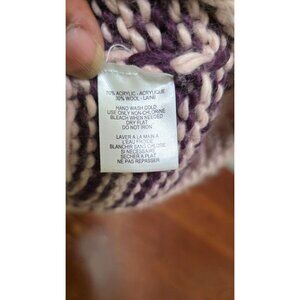 70% ACRYLIC - ACRYLIQUE
30% WOOL - LAINE
HAND WASH COLD
USE ONLY NON-CHLORINE
BLEACH WHEN NEEDED
DRY FLAT
DO NOT IRON
LAVER A LA MAIN A
L'EAU FROIDE
BLANCHIR SANS CHLORE
SI NECESSAIRE
SECHER A PLAT
NE PAS REPASSER